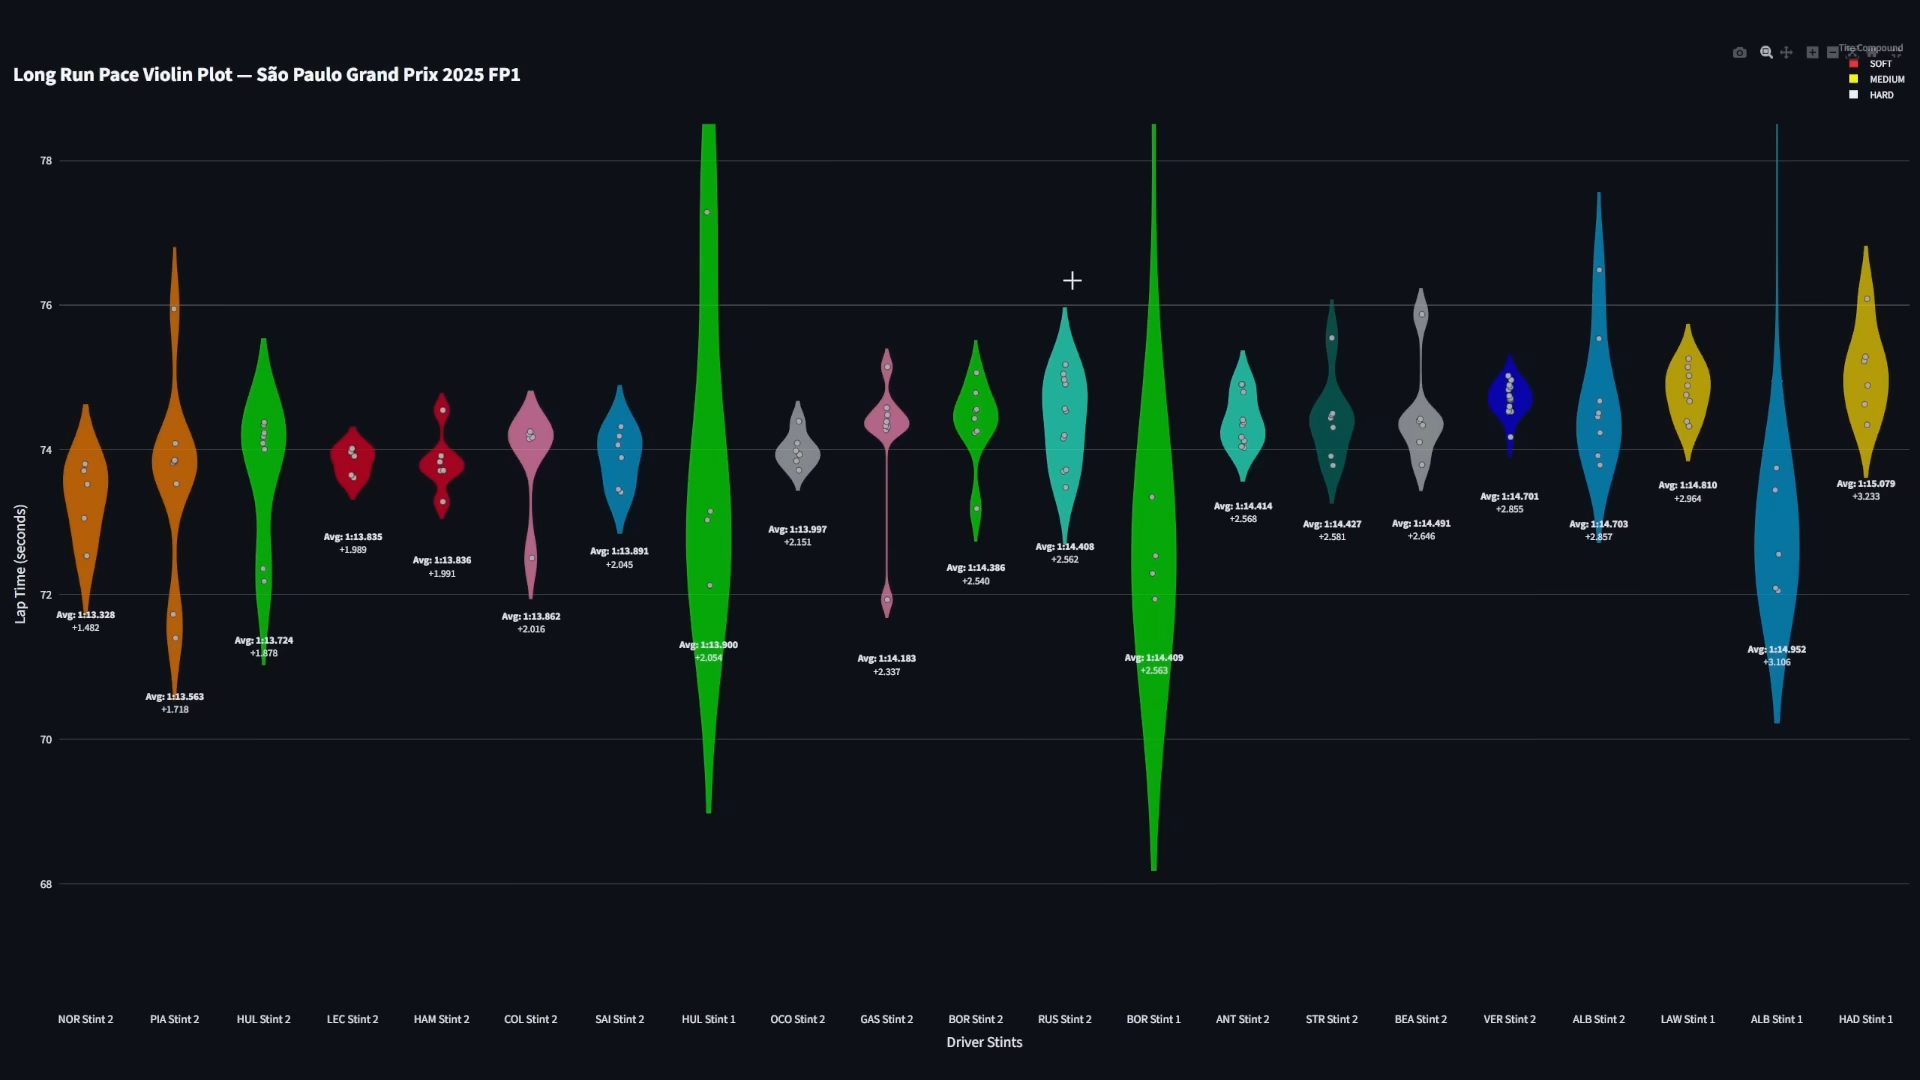 Tire Compound
Long Run Pace Violin Plot — São Paulo Grand Prix 2025 FP1
SOFT
MEDIUM
HARD
78
76
74
72
70
68
Lap Time (seconds)
Avg: 1:13.328
+1.482
Avg: 1:13.563
+1.718
Avg: 1:13.724
+1.878
Avg: 1:13.835
+1.989
Avg: 1:13.836
+1.991
Avg: 1:13.862
+2.016
Avg: 1:13.891
+2.045
Avg: 1:13.900
+2.054
Avg: 1:13.997
+2.151
Avg: 1:14.183
+2.337
Avg: 1:14.386
+2.540
Avg: 1:14.408
+2.562
Avg: 1:14.409
+2.563
Avg: 1:14.414
+2.568
Avg: 1:14.427
+2.581
Avg: 1:14.491
+2.646
Avg: 1:14.701
+2.855
Avg: 1:14.703
+2.857
Avg: 1:14.810
+2.964
Avg: 1:14.952
+3.106
Avg: 1:15.079
+3.233
NOR Stint 2
PIA Stint 2
HUL Stint 2
LEC Stint 2
HAM Stint 2
COL Stint 2
SAI Stint 2
HUL Stint 1
OCO Stint 2
GAS Stint 2
BOR Stint 2
RUS Stint 2
BOR Stint 1
ANT Stint 2
STR Stint 2
BEA Stint 2
VER Stint 2
ALB Stint 2
LAW Stint 1
ALB Stint 1
HAD Stint 1
Driver Stints